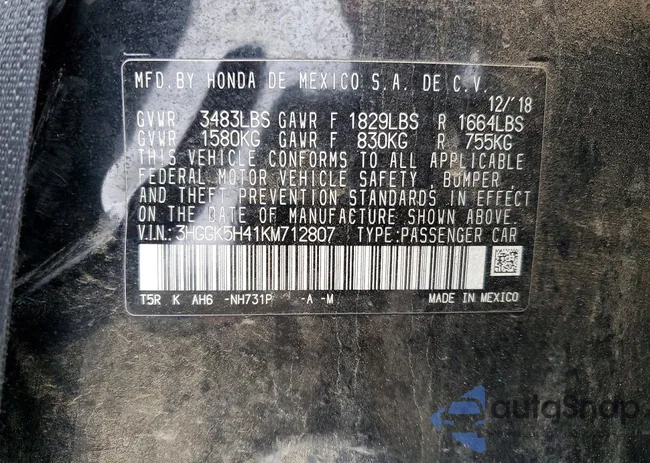 MFD. BY HONDA DE MEXICO S.A. DE C.V.
12/'18
GVWR 3483LBS GAWR F 1829LBS R 1664LBS
GVWR 1580KG GAWR F 830KG R 755KG
THIS VEHICLE CONFORMS TO ALL APPLICABLE
FEDERAL MOTOR VEHICLE SAFETY , BUMPER ,
AND THEFT PREVENTION STANDARDS IN EFFECT
ON THE DATE OF MANUFACTURE SHOWN ABOVE.
V.I.N.: 3HGGK5H41KM712807 TYPE:PASSENGER CAR
T5R K AH6 -NH731P -A -M MADE IN MEXICO
autoSnap